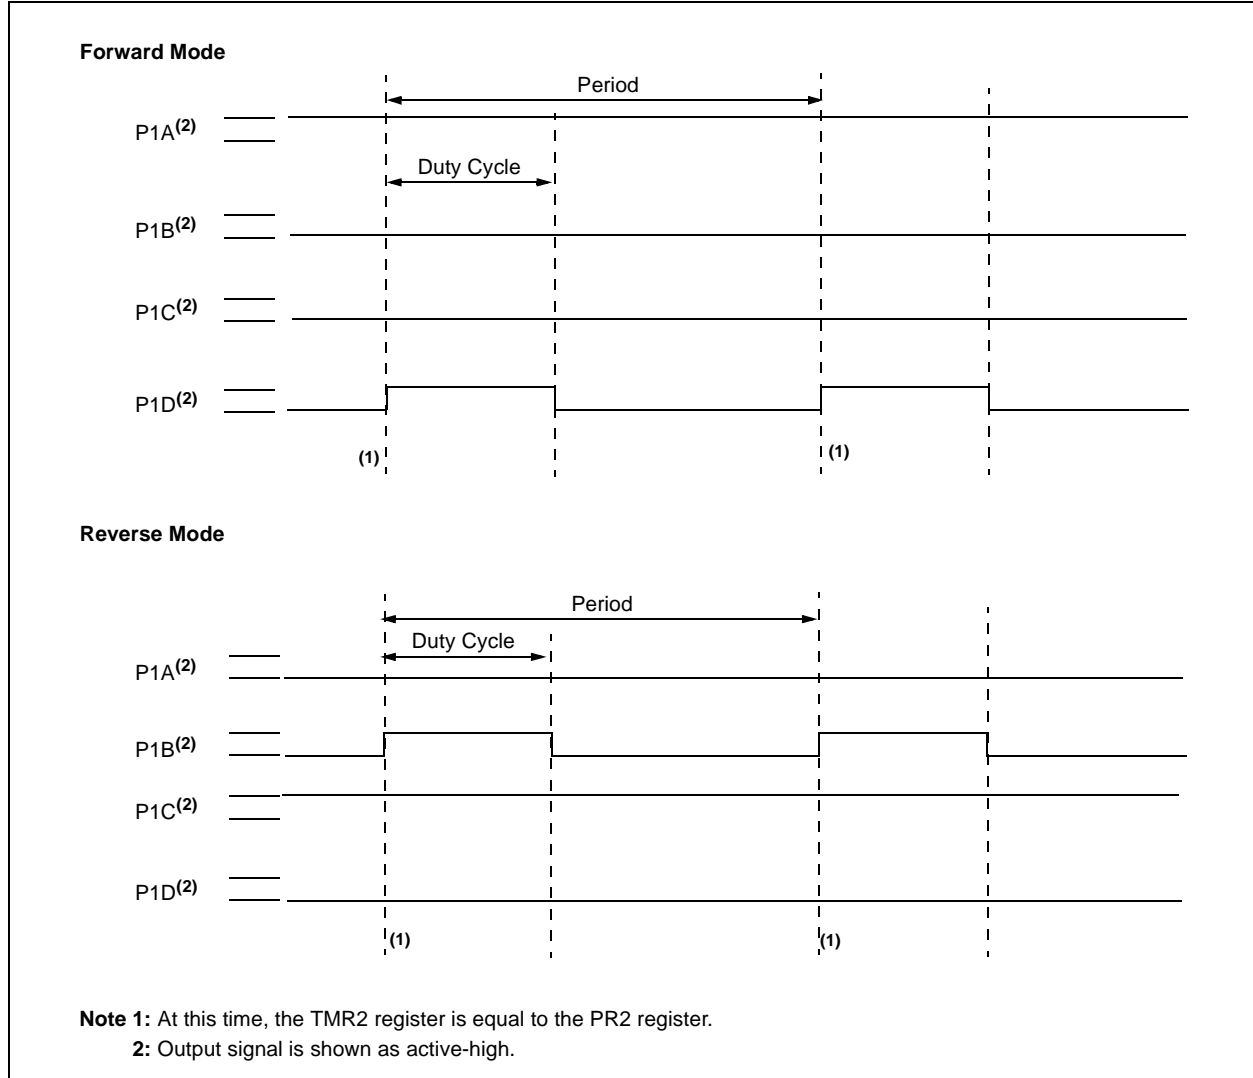 Forward Mode
Period
P1A(2)
Duty Cycle
P1B(2)
P1C(2)
P1D(2)
(1)
(1)
Reverse Mode
Period
Duty Cycle
P1A(2)
P1B(2)
P1C(2)
P1D(2)
(1)
(1)
Note 1: At this time, the TMR2 register is equal to the PR2 register.
2: Output signal is shown as active-high.